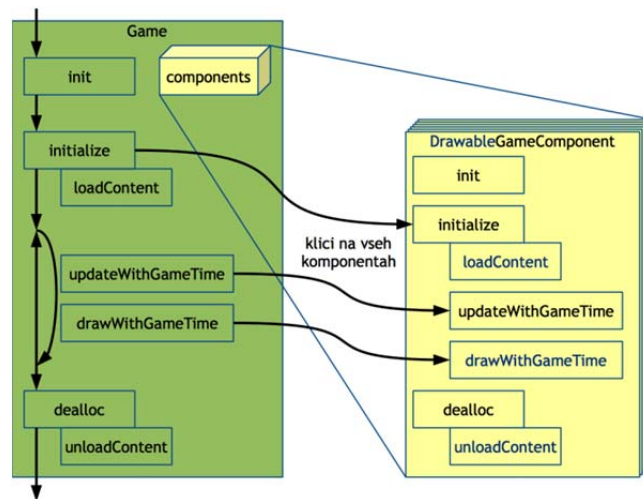 Game
init
components
initialize
loadContent
updateWithGameTime
drawWithGameTime
dealloc
unloadContent
klici na vseh
komponentah
DrawableGameComponent
init
initialize
loadContent
updateWithGameTime
drawWithGameTime
dealloc
unloadContent